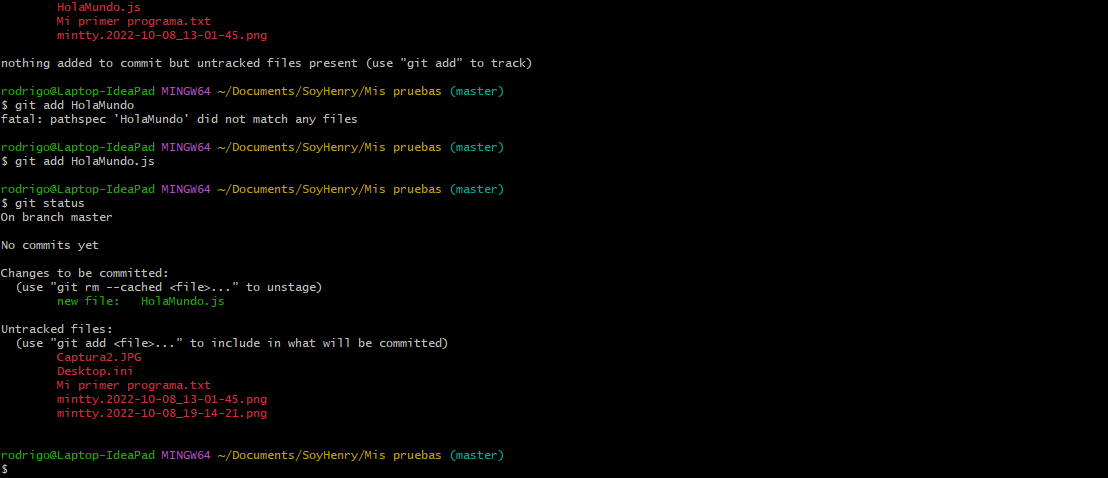 HolaMundo.js
Mi primer programa.txt
mintty.2022-10-08_13-01-45.png
nothing added to commit but untracked files present (use "git add" to track)
rodrigo@Laptop-IdeaPad MINGW64 ~/Documents/SoyHenry/Mis pruebas (master)
$ git add HolaMundo
fatal: pathspec 'HolaMundo' did not match any files
rodrigo@Laptop-IdeaPad MINGW64 ~/Documents/SoyHenry/Mis pruebas (master)
$ git add HolaMundo.js
rodrigo@Laptop-IdeaPad MINGW64 ~/Documents/SoyHenry/Mis pruebas (master)
$ git status
On branch master
No commits yet
Changes to be committed:
(use "git rm --cached <file>..." to unstage)
new file:   HolaMundo.js
Untracked files:
(use "git add <file>..." to include in what will be committed)
Captura2.JPG
Desktop.ini
Mi primer programa.txt
mintty.2022-10-08_13-01-45.png
mintty.2022-10-08_19-14-21.png
rodrigo@Laptop-IdeaPad MINGW64 ~/Documents/SoyHenry/Mis pruebas (master)
$